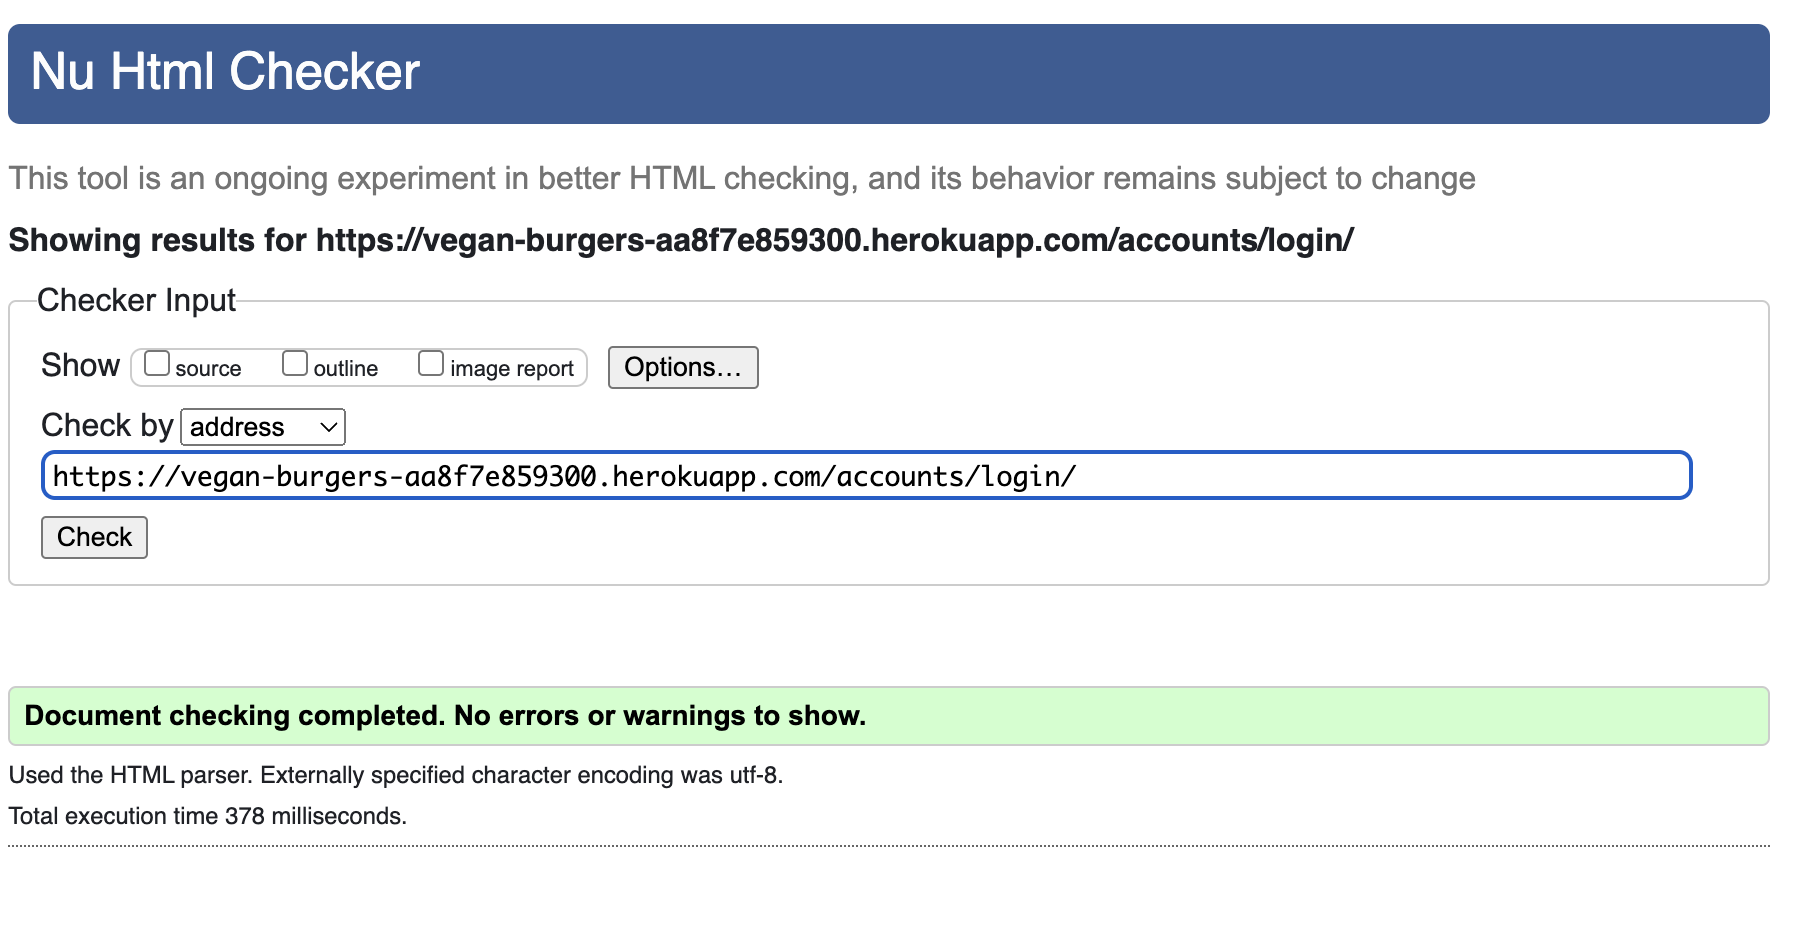 Nu Html Checker
This tool is an ongoing experiment in better HTML checking, and its behavior remains subject to change
Showing results for https://vegan-burgers-aa8f7e859300.herokuapp.com/accounts/login/
Checker Input
Show source outline image report Options…
Check by address
https://vegan-burgers-aa8f7e859300.herokuapp.com/accounts/login/
Check
Document checking completed. No errors or warnings to show.
Used the HTML parser. Externally specified character encoding was utf-8.
Total execution time 378 milliseconds.